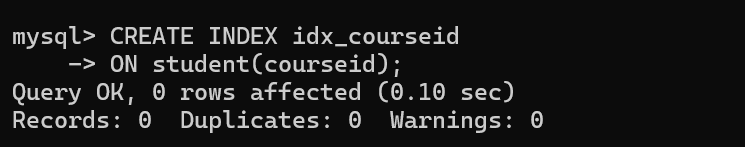 mysql> CREATE INDEX idx_courseid
    -> ON student(courseid);
Query OK, 0 rows affected (0.10 sec)
Records: 0  Duplicates: 0  Warnings: 0